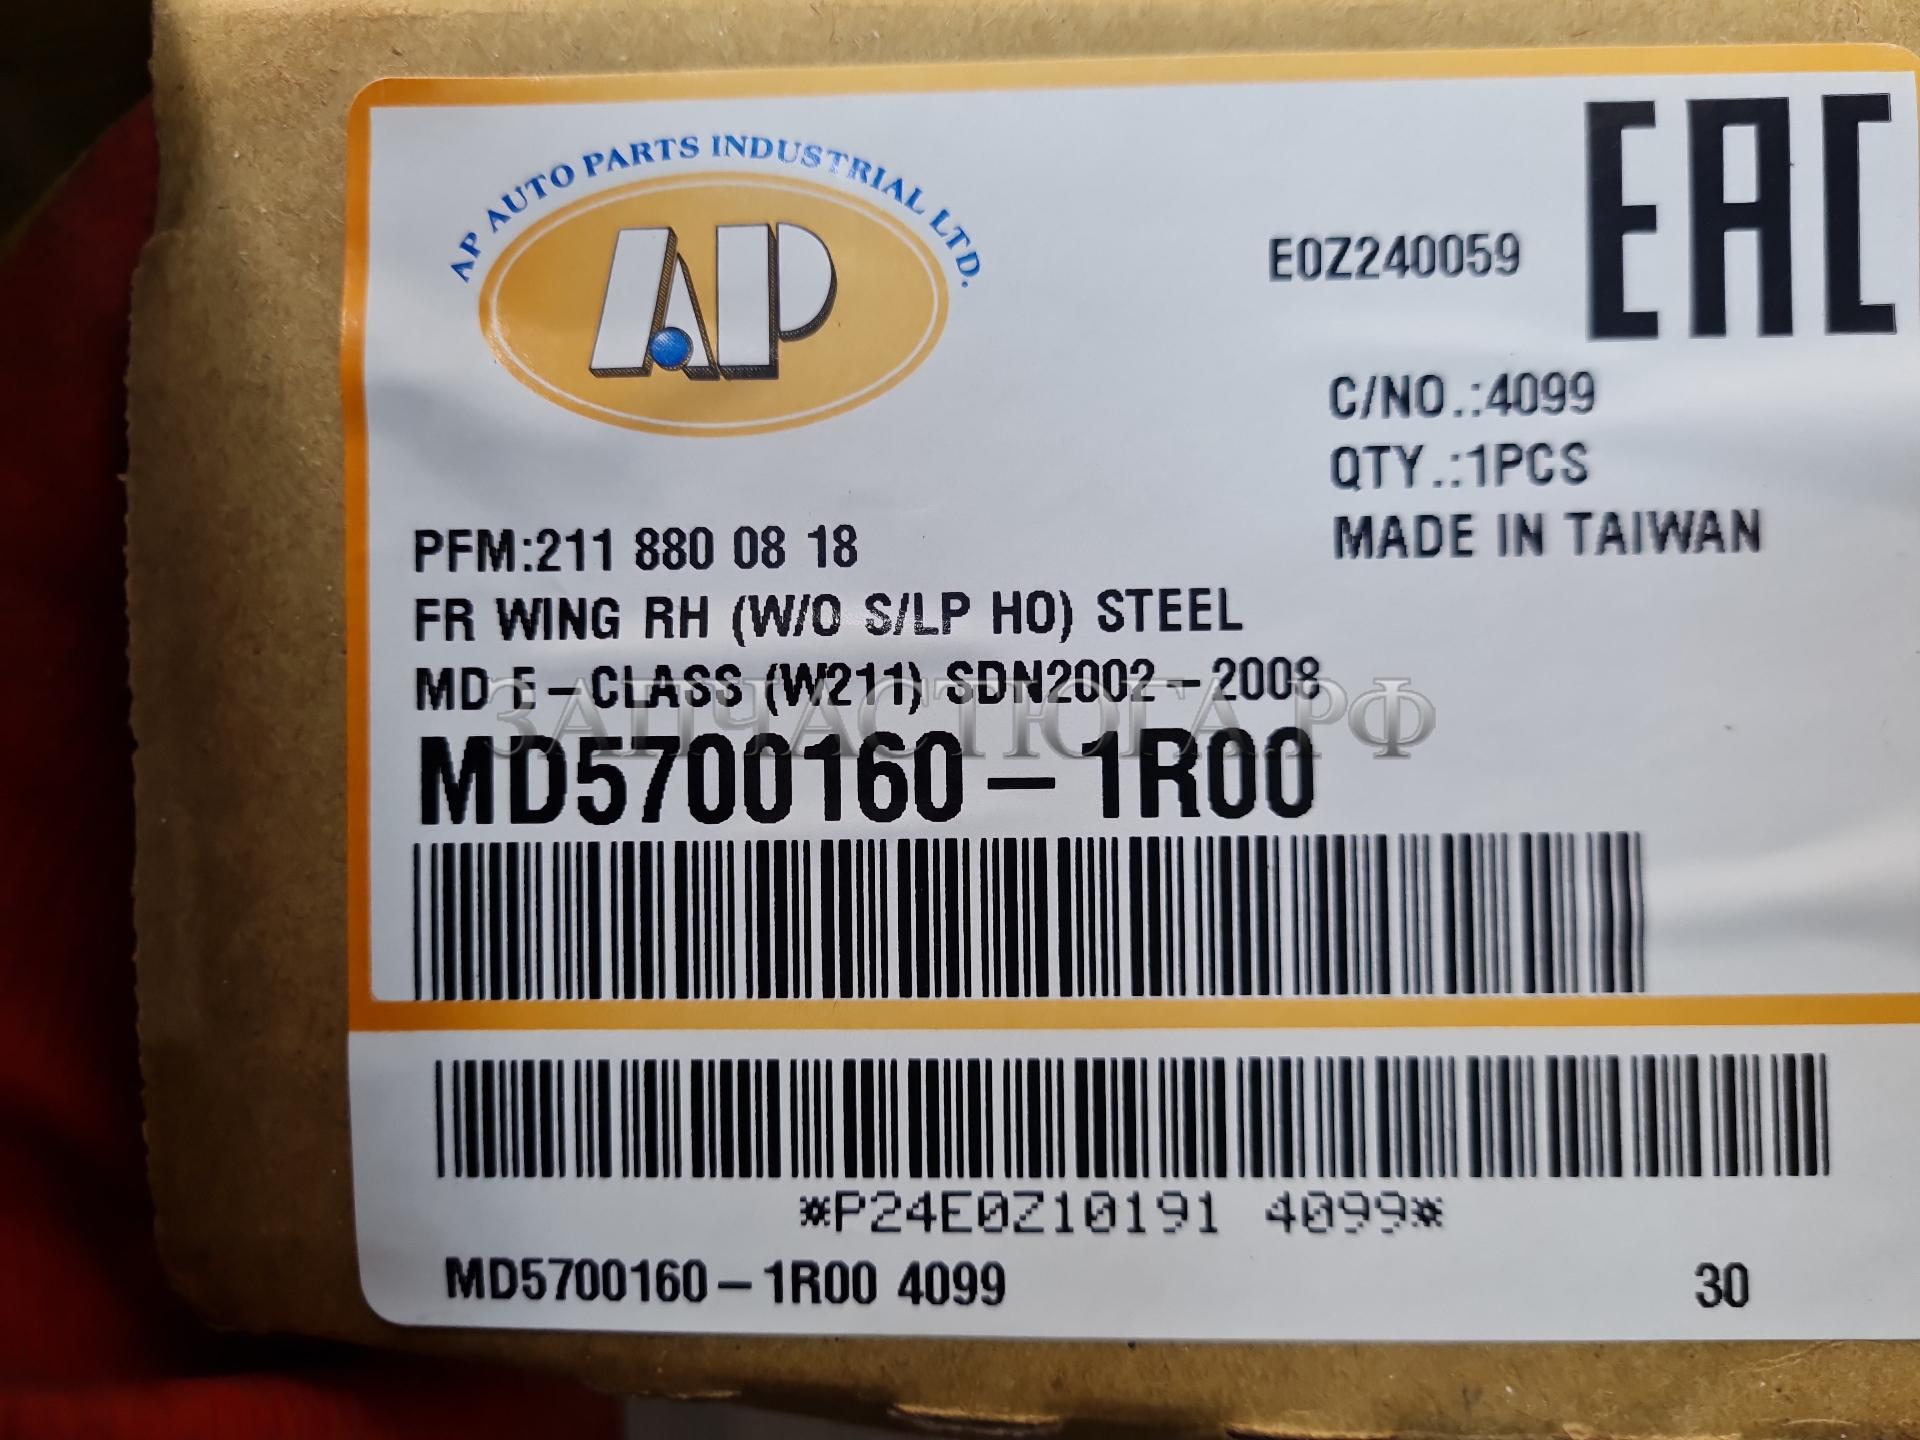 AP AUTO PARTS INDUSTRIAL LTD.
AP
EAC
E0Z240059
C/NO.:4099
QTY.:1PCS
MADE IN TAIWAN
PFM:211 880 08 18
FR WING RH (W/O S/LP HO) STEEL
MD E-CLASS (W211) SDN2002-2008
ЗАПЧАСТЮГА.РФ
MD5700160-1R00
*P24E0Z10191 4099*
MD5700160-1R00 4099
30